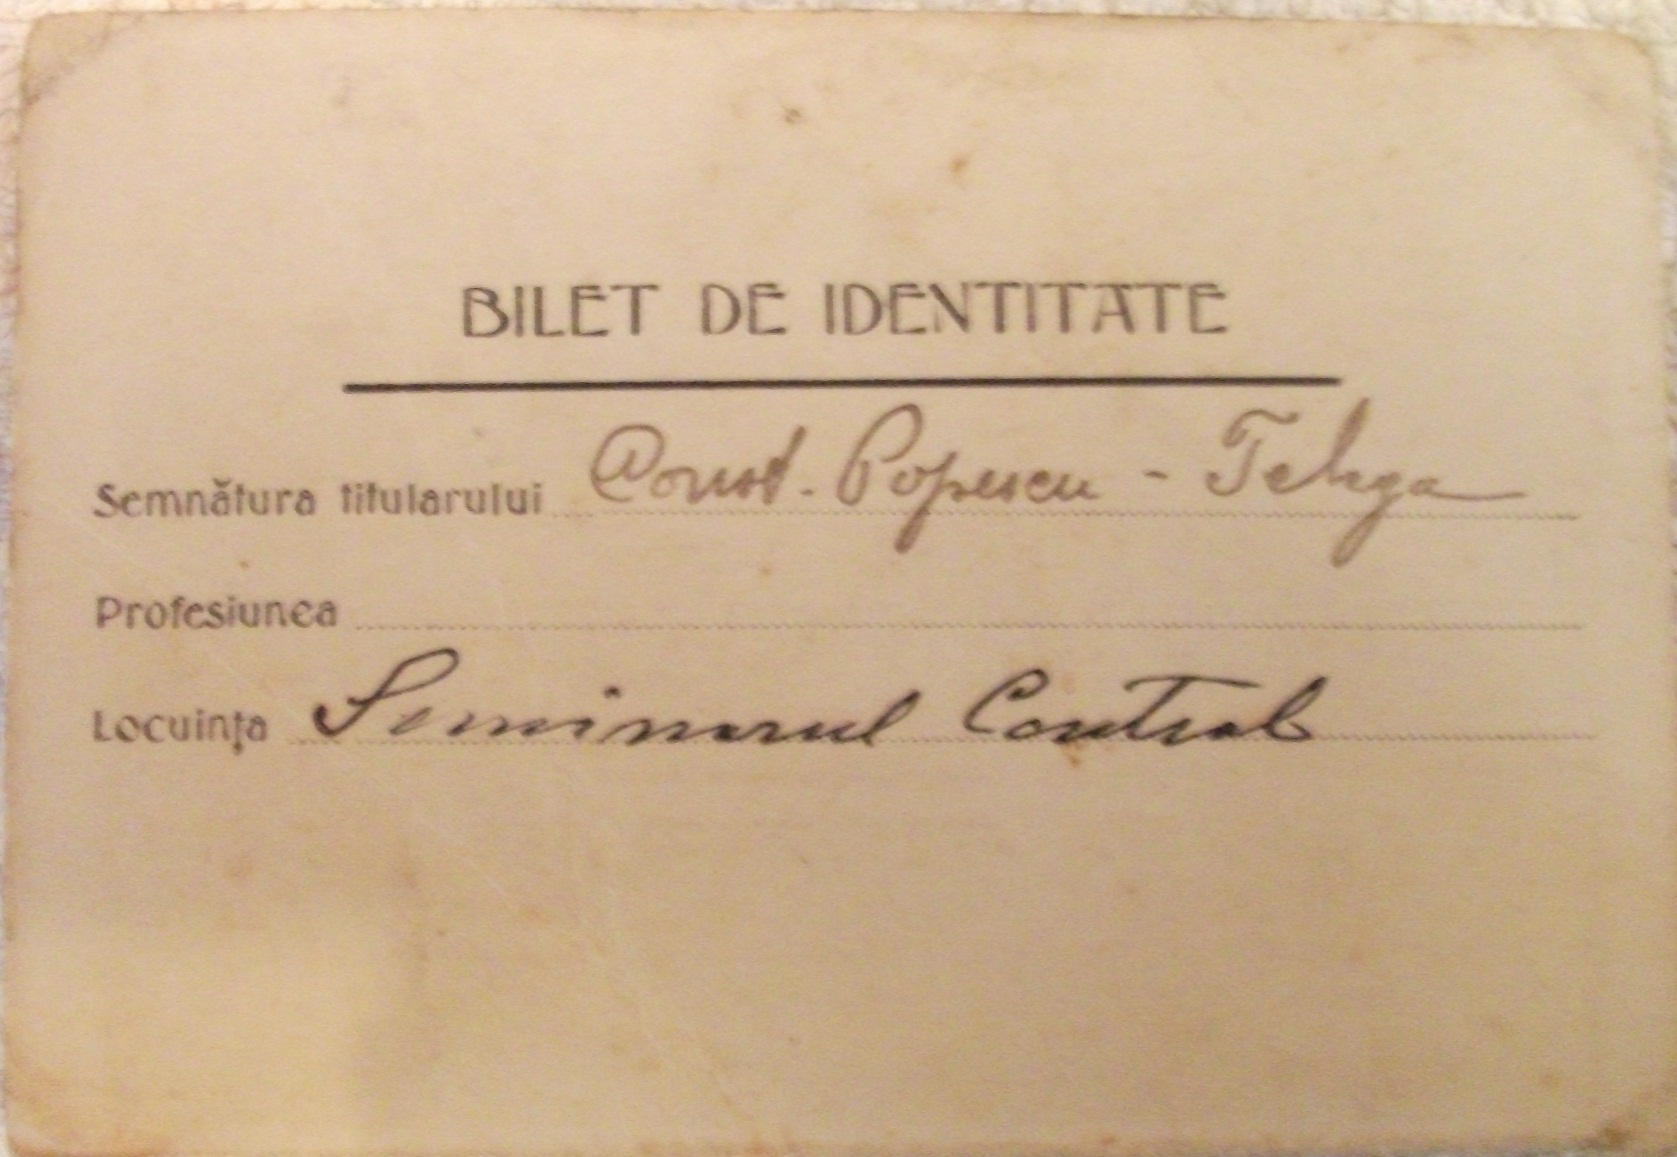 BILET DE IDENTITATE
Semnătura titularului Const. Popescu - Telega
Profesiunea
Locuința Seminarul Central